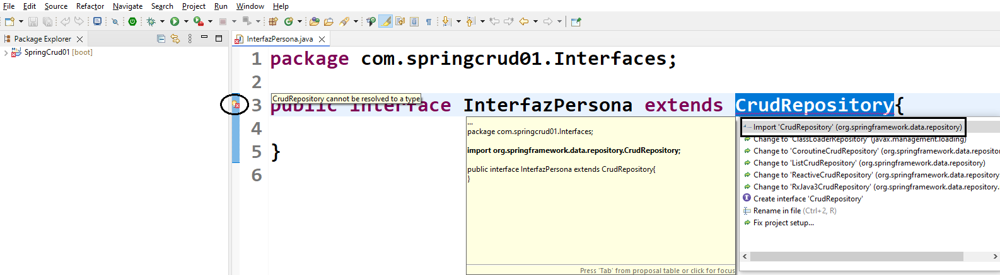 File Edit Source Refactor Navigate Search Project Run Window Help
Package Explorer
InterfazPersona.java
SpringCrud01 [boot]
1 package com.springcrud01.Interfaces;
2
CrudRepository cannot be resolved to a type
3 public interface InterfazPersona extends CrudRepository{
4
5 }
6
...
package com.springcrud01.Interfaces;
import org.springframework.data.repository.CrudRepository;
public interface InterfazPersona extends CrudRepository{
}
Press 'Tab' from proposal table or click for focus
Import 'CrudRepository' (org.springframework.data.repository)
Change to 'ClassLoaderRepository' (javax.management.loading)
Change to 'CoroutineCrudRepository' (org.springframework.data.repositor
Change to 'ListCrudRepository' (org.springframework.data.repository)
Change to 'ReactiveCrudRepository' (org.springframework.data.repository
Change to 'RxJava3CrudRepository' (org.springframework.data.repository.
Create interface 'CrudRepository'
Rename in file (Ctrl+2, R)
Fix project setup...